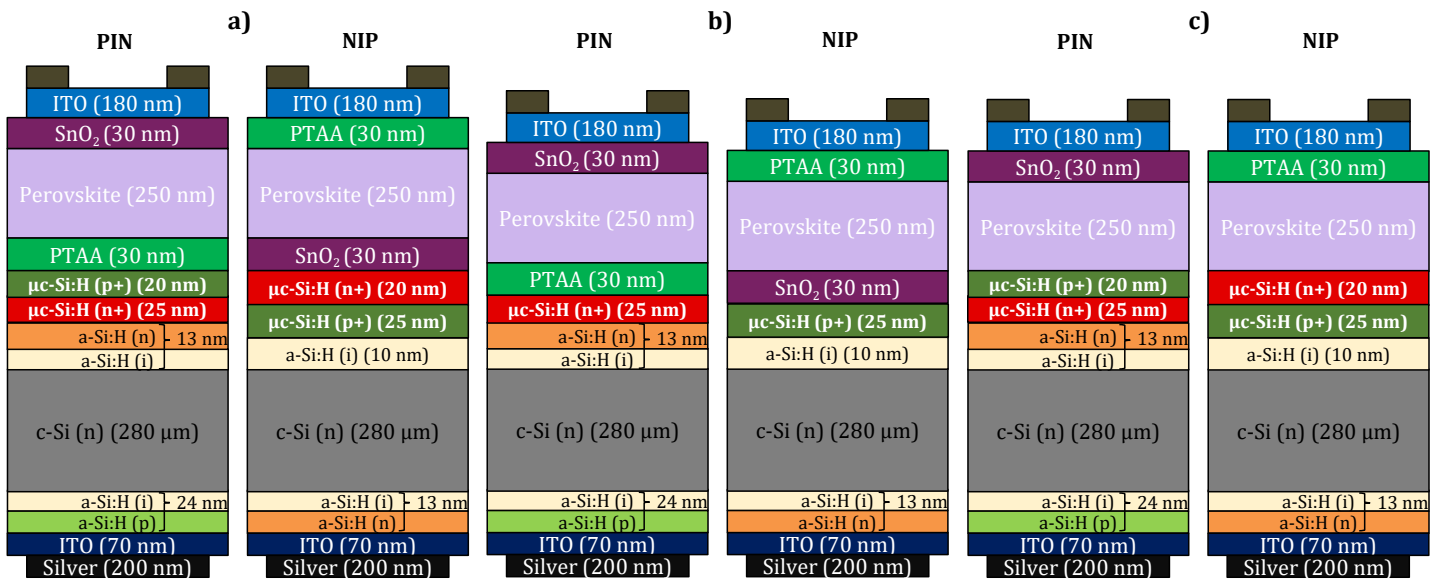 a)
PIN
NIP
ITO (180 nm)
SnO₂ (30 nm)
Perovskite (250 nm)
PTAA (30 nm)
μc-Si:H (p+) (20 nm)
μc-Si:H (n+) (25 nm)
a-Si:H (n)
13 nm
a-Si:H (i)
c-Si (n) (280 μm)
a-Si:H (i)
24 nm
a-Si:H (p)
ITO (70 nm)
Silver (200 nm)
ITO (180 nm)
PTAA (30 nm)
Perovskite (250 nm)
SnO₂ (30 nm)
μc-Si:H (n+) (20 nm)
μc-Si:H (p+) (25 nm)
a-Si:H (i) (10 nm)
c-Si (n) (280 μm)
a-Si:H (i)
13 nm
a-Si:H (n)
ITO (70 nm)
Silver (200 nm)
b)
PIN
NIP
ITO (180 nm)
SnO₂ (30 nm)
Perovskite (250 nm)
PTAA (30 nm)
μc-Si:H (n+) (25 nm)
a-Si:H (n)
13 nm
a-Si:H (i)
c-Si (n) (280 μm)
a-Si:H (i)
24 nm
a-Si:H (p)
ITO (70 nm)
Silver (200 nm)
ITO (180 nm)
PTAA (30 nm)
Perovskite (250 nm)
SnO₂ (30 nm)
μc-Si:H (p+) (25 nm)
a-Si:H (i) (10 nm)
c-Si (n) (280 μm)
a-Si:H (i)
13 nm
a-Si:H (n)
ITO (70 nm)
Silver (200 nm)
c)
PIN
NIP
ITO (180 nm)
SnO₂ (30 nm)
Perovskite (250 nm)
μc-Si:H (p+) (20 nm)
μc-Si:H (n+) (25 nm)
a-Si:H (n)
13 nm
a-Si:H (i)
c-Si (n) (280 μm)
a-Si:H (i)
24 nm
a-Si:H (p)
ITO (70 nm)
Silver (200 nm)
ITO (180 nm)
PTAA (30 nm)
Perovskite (250 nm)
μc-Si:H (n+) (20 nm)
μc-Si:H (p+) (25 nm)
a-Si:H (i) (10 nm)
c-Si (n) (280 μm)
a-Si:H (i)
13 nm
a-Si:H (n)
ITO (70 nm)
Silver (200 nm)